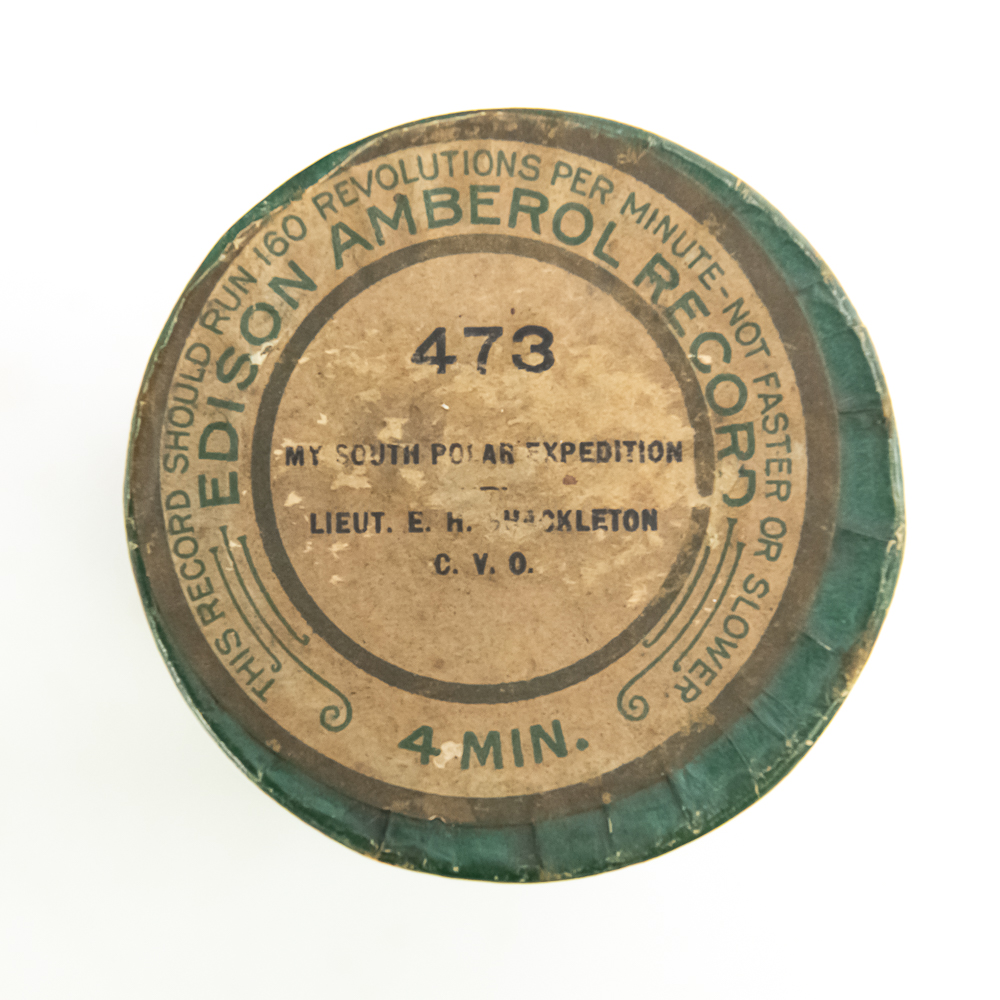 THIS RECORD SHOULD RUN 160 REVOLUTIONS PER MINUTE-NOT FASTER OR SLOWER
EDISON AMBEROL RECORD
473
MY SOUTH POLAR EXPEDITION
LIEUT. E. H. SHACKLETON
C. V. O.
4 MIN.